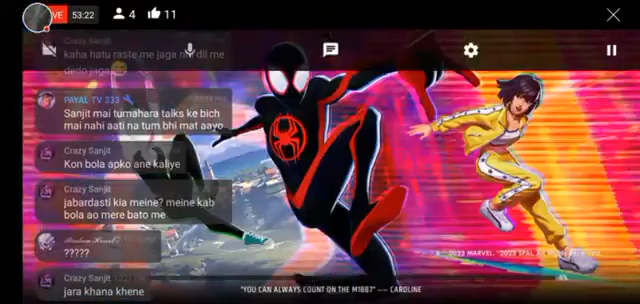 VE 53:22 4 11
Crazy Sanjit
kaha hatu raste me jaga dil me
dedo jaga
PAYAL TV 333
Sanjit mai tumahara talks ke bich
mai nahi aati na tum bhi mat aayo
Crazy Sanjit
Kon bola apko ane kaliye
Crazy Sanjit
jabardasti kia meine? meine kab
bola ao mere bato me
?????
Crazy Sanjit
jara khana khene
© 2023 MARVEL.
"YOU CAN ALWAYS COUNT ON THE M1887" —— CAROLINE